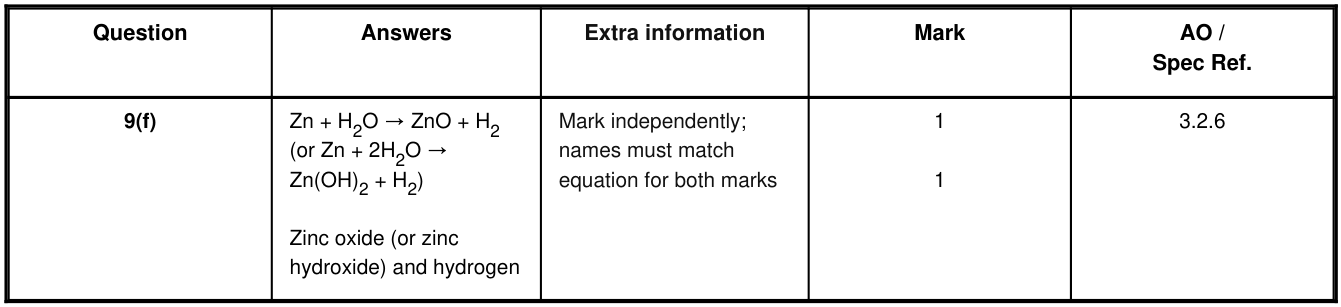 Question Answers Extra information Mark AO /
Spec Ref.
9(f) Zn + H₂O → ZnO + H₂ Mark independently; 1 3.2.6
(or Zn + 2H₂O → names must match
Zn(OH)₂ + H₂) equation for both marks 1
Zinc oxide (or zinc
hydroxide) and hydrogen